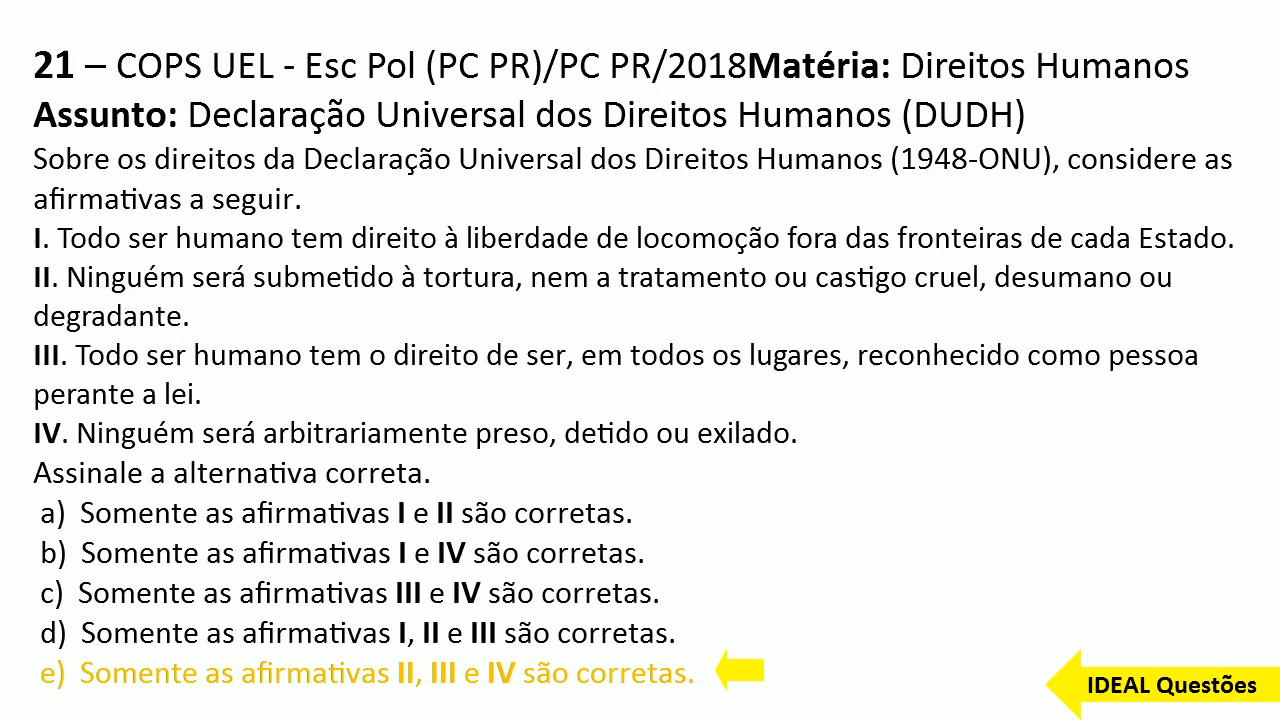 21 – COPS UEL - Esc Pol (PC PR)/PC PR/2018Matéria: Direitos Humanos
Assunto: Declaração Universal dos Direitos Humanos (DUDH)
Sobre os direitos da Declaração Universal dos Direitos Humanos (1948-ONU), considere as
afirmativas a seguir.
I. Todo ser humano tem direito à liberdade de locomoção fora das fronteiras de cada Estado.
II. Ninguém será submetido à tortura, nem a tratamento ou castigo cruel, desumano ou
degradante.
III. Todo ser humano tem o direito de ser, em todos os lugares, reconhecido como pessoa
perante a lei.
IV. Ninguém será arbitrariamente preso, detido ou exilado.
Assinale a alternativa correta.
a) Somente as afirmativas I e II são corretas.
b) Somente as afirmativas I e IV são corretas.
c) Somente as afirmativas III e IV são corretas.
d) Somente as afirmativas I, II e III são corretas.
e) Somente as afirmativas II, III e IV são corretas.
IDEAL Questões